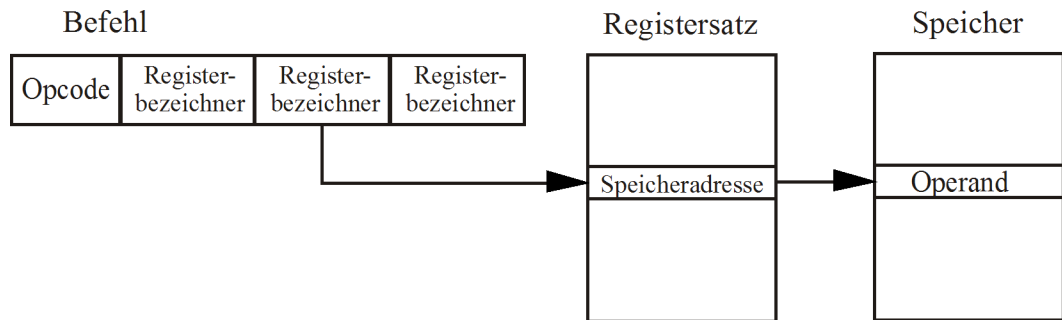 Befehl
Registersatz
Speicher
Opcode
Register-
bezeichner
Register-
bezeichner
Register-
bezeichner
Speicheradresse
Operand